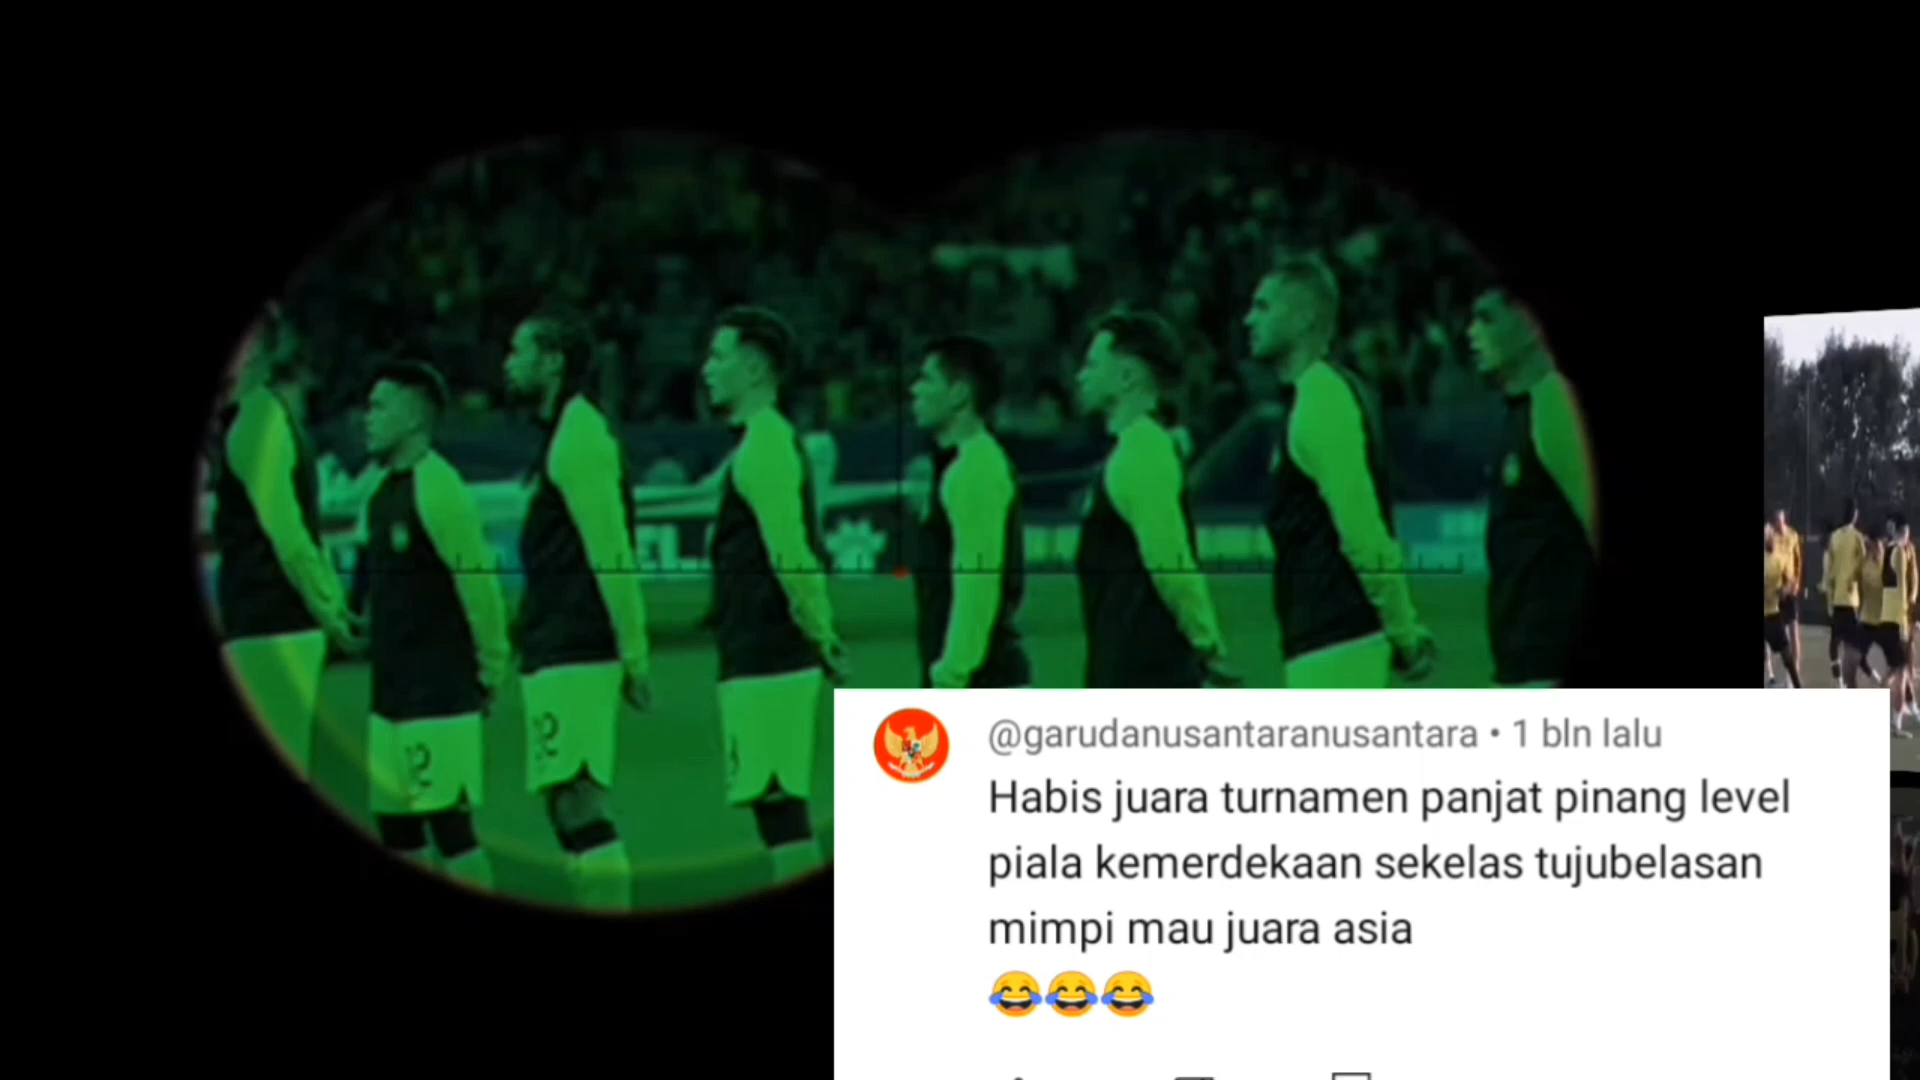 @garudanusantaranusantara • 1 bln lalu
Habis juara turnamen panjat pinang level
piala kemerdekaan sekelas tujubelasan
mimpi mau juara asia
😂😂😂